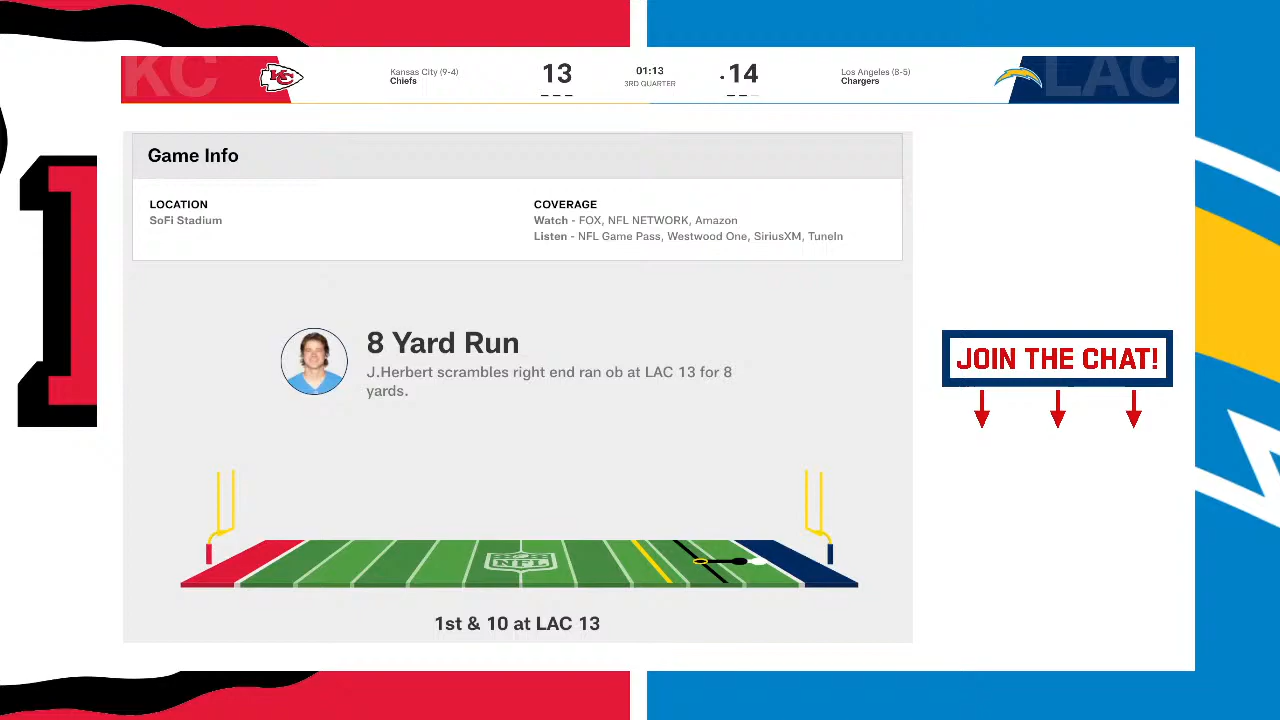 KC
KC
Kansas City (9-4)
Chiefs
13
01:13
3RD QUARTER
14
Los Angeles (8-5)
Chargers
LAC
Game Info
LOCATION
SoFi Stadium
COVERAGE
Watch - FOX, NFL NETWORK, Amazon
Listen - NFL Game Pass, Westwood One, SiriusXM, TuneIn
8 Yard Run
J.Herbert scrambles right end ran ob at LAC 13 for 8
yards.
JOIN THE CHAT!
NFL
1st & 10 at LAC 13